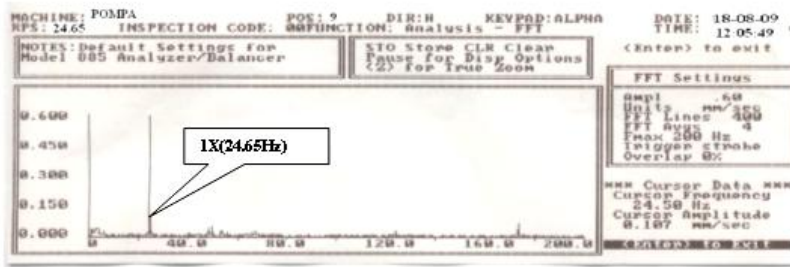 MACHINE: POMPA POS: 9 DIR:H KEYPAD:ALPHA DATE: 18-08-09
RPS: 24.65 INSPECTION CODE: 00FUNCTION: Analysis - FFT TIME: 12:05:49
NOTES:Default Settings for
Model 885 Analyzer/Balancer
STO Store CLR Clear
Pause for Disp Options
<Z> for True Zoom
<Enter> to exit
FFT Settings
Ampl .60
Units mm/sec
FFT Lines 400
FFT Avgs 4
Fmax 200 Hz
Trigger strobe
Overlap 0%
0.600
0.450
0.300
0.150
0.000
1X(24.65Hz)
0 40.0 80.0 120.0 160.0 200.0
*** Cursor Data ***
Cursor Frequency
24.50 Hz
Cursor Amplitude
0.107 mm/sec
<Enter> to Exit